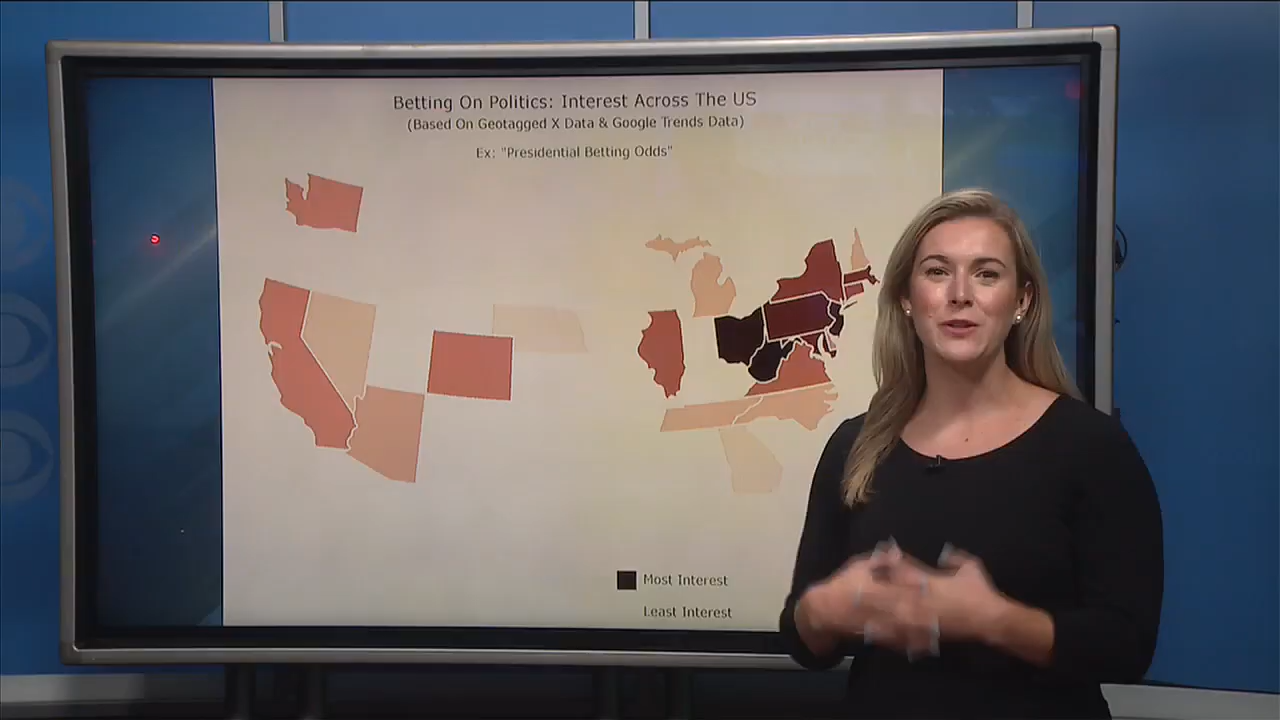 Betting On Politics: Interest Across The US
(Based On Geotagged X Data & Google Trends Data)
Ex: "Presidential Betting Odds"
Most Interest
Least Interest